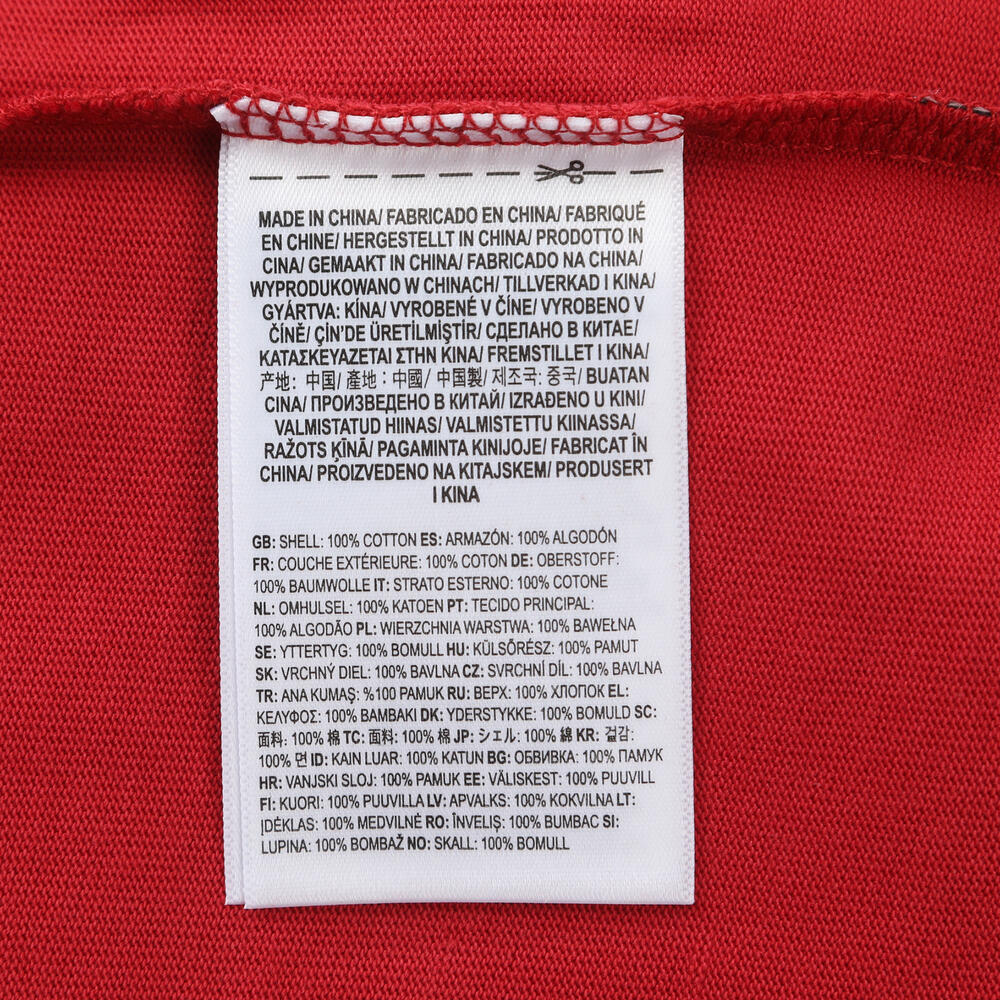 MADE IN CHINA/ FABRICADO EN CHINA/ FABRIQUÉ
EN CHINE/ HERGESTELLT IN CHINA/ PRODOTTO IN
CINA/ GEMAAKT IN CHINA/ FABRICADO NA CHINA/
WYPRODUKOWANO W CHINACH/ TILLVERKAD I KINA/
GYÁRTVA: KÍNA/ VYROBENÉ V ČÍNE/ VYROBENO V
ČÍNĚ/ ÇİN'DE ÜRETİLMİŞTİR/ СДЕЛАНО В КИТАЕ/
ΚΑΤΑΣΚΕΥΑΖΕΤΑΙ ΣΤΗΝ ΚΙΝΑ/ FREMSTILLET I KINA/
产地: 中国/ 產地：中國/ 中国製/ 제조국: 중국/ BUATAN
CINA/ ПРОИЗВЕДЕНО В КИТАЙ/ IZRAĐENO U KINI/
VALMISTATUD HIINAS/ VALMISTETTU KIINASSA/
RAŽOTS ĶĪNĀ/ PAGAMINTA KINIJOJE/ FABRICAT ÎN
CHINA/ PROIZVEDENO NA KITAJSKEM/ PRODUSERT
I KINA
GB: SHELL: 100% COTTON ES: ARMAZÓN: 100% ALGODÓN
FR: COUCHE EXTÉRIEURE: 100% COTON DE: OBERSTOFF:
100% BAUMWOLLE IT: STRATO ESTERNO: 100% COTONE
NL: OMHULSEL: 100% KATOEN PT: TECIDO PRINCIPAL:
100% ALGODÃO PL: WIERZCHNIA WARSTWA: 100% BAWEŁNA
SE: YTTERTYG: 100% BOMULL HU: KÜLSŐRÉSZ: 100% PAMUT
SK: VRCHNÝ DIEL: 100% BAVLNA CZ: SVRCHNÍ DÍL: 100% BAVLNA
TR: ANA KUMAŞ: %100 PAMUK RU: ВЕРХ: 100% ХЛОПОК EL:
ΚΕΛΥΦΟΣ: 100% ΒΑΜΒΑΚΙ DK: YDERSTYKKE: 100% BOMULD SC:
面料: 100% 棉 TC: 面料: 100% 棉 JP: シェル: 100% 綿 KR: 겉감:
100% 면 ID: KAIN LUAR: 100% KATUN BG: ОБВИВКА: 100% ПАМУК
HR: VANJSKI SLOJ: 100% PAMUK EE: VÄLISKEST: 100% PUUVILL
FI: KUORI: 100% PUUVILLA LV: APVALKS: 100% KOKVILNA LT:
ĮDĖKLAS: 100% MEDVILNĖ RO: ÎNVELIȘ: 100% BUMBAC SI:
LUPINA: 100% BOMBAŽ NO: SKALL: 100% BOMULL